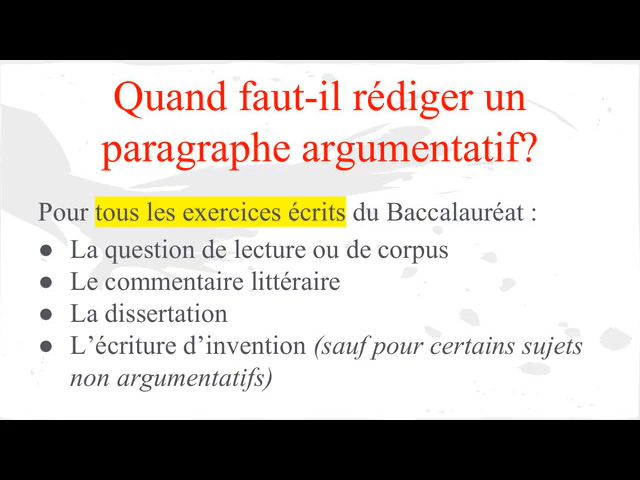 Quand faut-il rédiger un
paragraphe argumentatif?
Pour tous les exercices écrits du Baccalauréat :
● La question de lecture ou de corpus
● Le commentaire littéraire
● La dissertation
● L’écriture d’invention (sauf pour certains sujets
non argumentatifs)